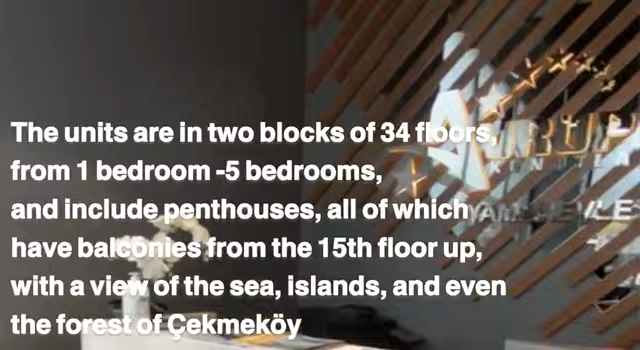 The units are in two blocks of 34 floors,
from 1 bedroom -5 bedrooms,
and include penthouses, all of which
have balconies from the 15th floor up,
with a view of the sea, islands, and even
the forest of Çekmeköy